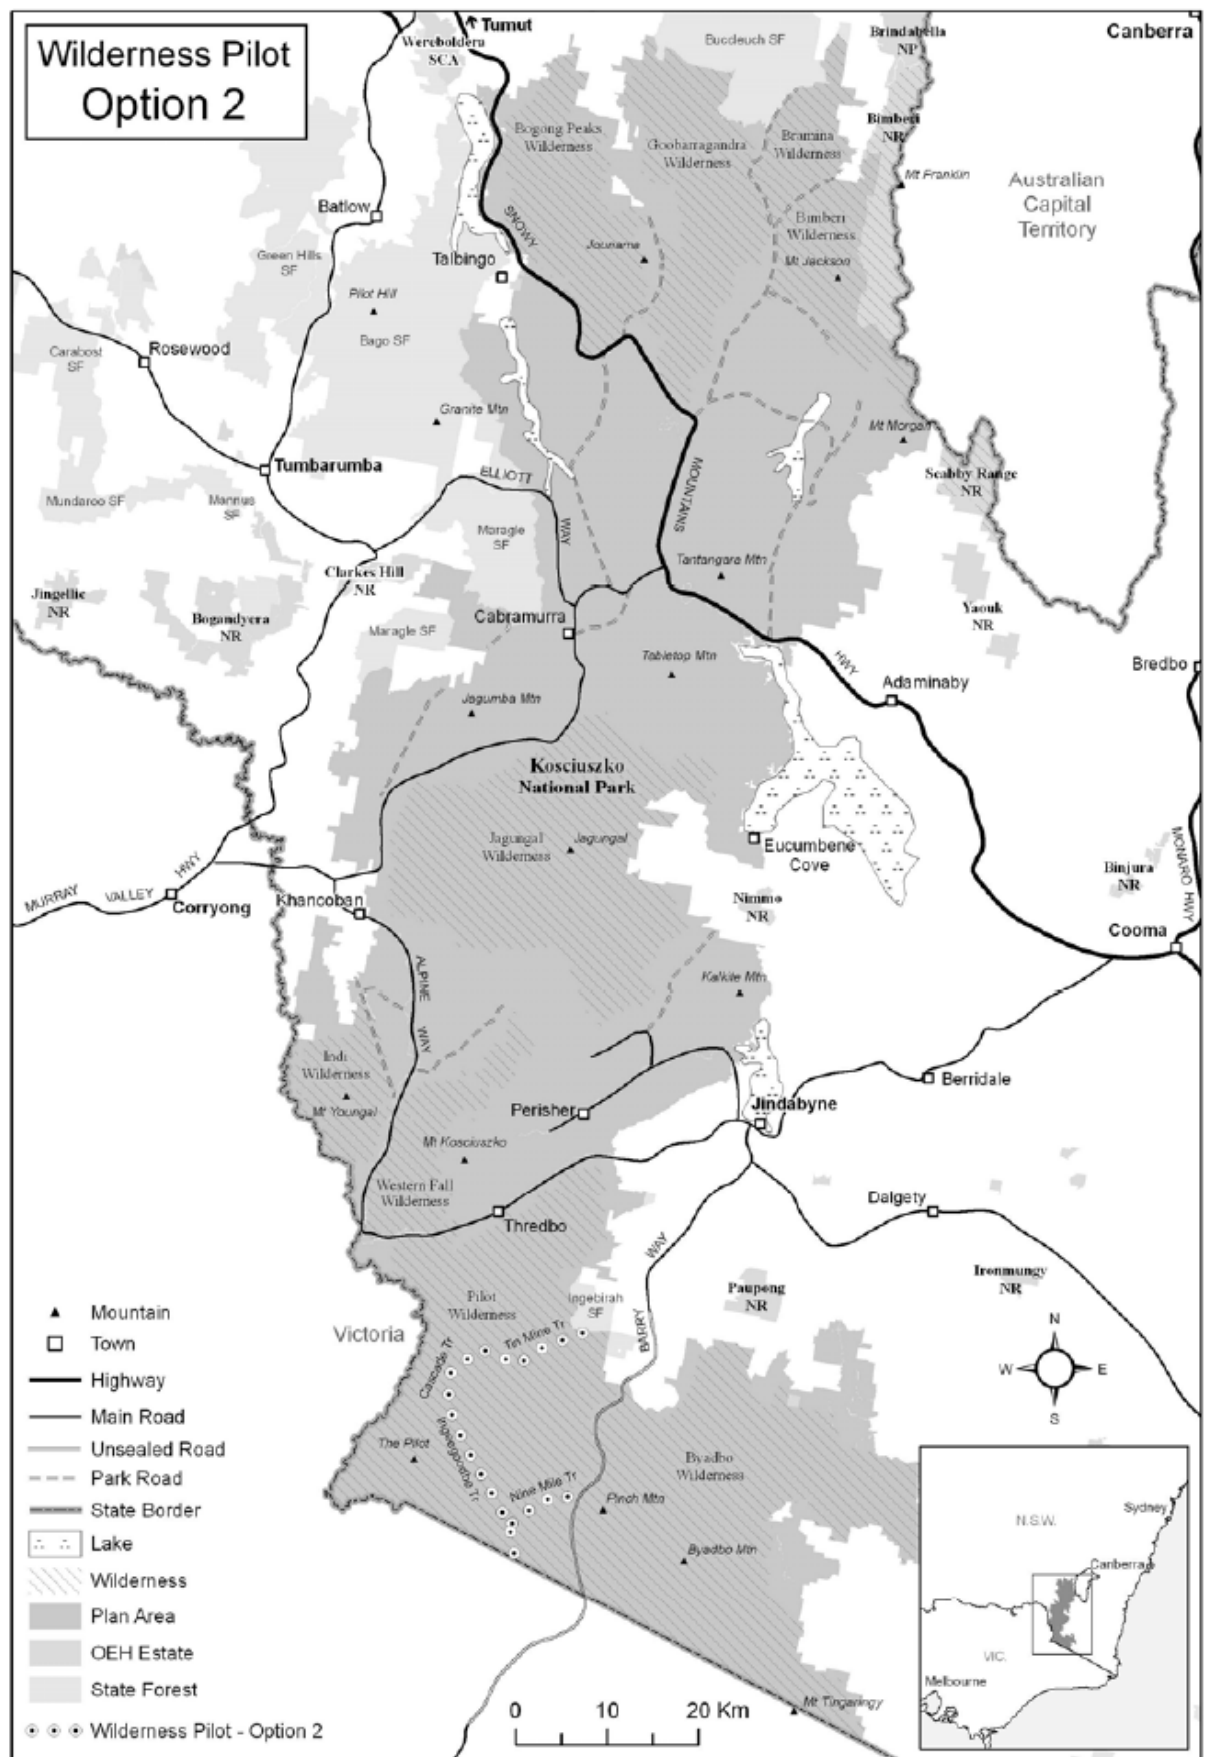 Wilderness Pilot
Option 2
Tumut
Canberra
Wereboldera
SCA
Buccleuch SF
Brindabella
NP
Bogong Peaks
Wilderness
Goobarragandra
Wilderness
Bramina
Wilderness
Bimberi
NR
Mt Franklin
Australian
Capital
Territory
Batlow
SNOWY
Jounama
Bimberi
Wilderness
Mt Jackson
Green Hills
SF
Talbingo
Pilot Hill
Bago SF
Carabost
SF
Rosewood
Granite Mtn
Mt Morgan
Tumbarumba
ELLIOTT
WAY
MOUNTAINS
Scabby Range
NR
Mundaroo SF
Mannus
SF
Maragle
SF
Clarkes Hill
NR
Tantangara Mtn
Jingellic
NR
Bogandyera
NR
Yaouk
NR
Cabramurra
Maragle SF
Tabletop Mtn
HWY
Bredbo
Adaminaby
Jagumba Mtn
Kosciuszko
National Park
Jagungal
Wilderness
Jagungal
Eucumbene
Cove
MONARO HWY
Binjura
NR
MURRAY
VALLEY
HWY
Corryong
Khancoban
Nimmo
NR
Cooma
ALPINE
WAY
Kalkite Mtn
Indi
Wilderness
Mt Youngal
Perisher
Berridale
Jindabyne
Mt Kosciuszko
Western Fall
Wilderness
Thredbo
Dalgety
BARRY
WAY
Paupong
NR
Ironmungy
NR
Pilot
Wilderness
Ingebirah
SF
Victoria
Cascade Tr
Tin Mine Tr
N
W
E
S
The Pilot
Ingeegoodbe Tr
Nine Mile Tr
Byadbo
Wilderness
Pinch Mtn
Byadbo Mtn
Mt Tingaringy
Mountain
Town
Highway
Main Road
Unsealed Road
Park Road
State Border
Lake
Wilderness
Plan Area
OEH Estate
State Forest
Wilderness Pilot - Option 2
0 10 20 Km
N.S.W.
Sydney
Canberra
VIC.
Melbourne